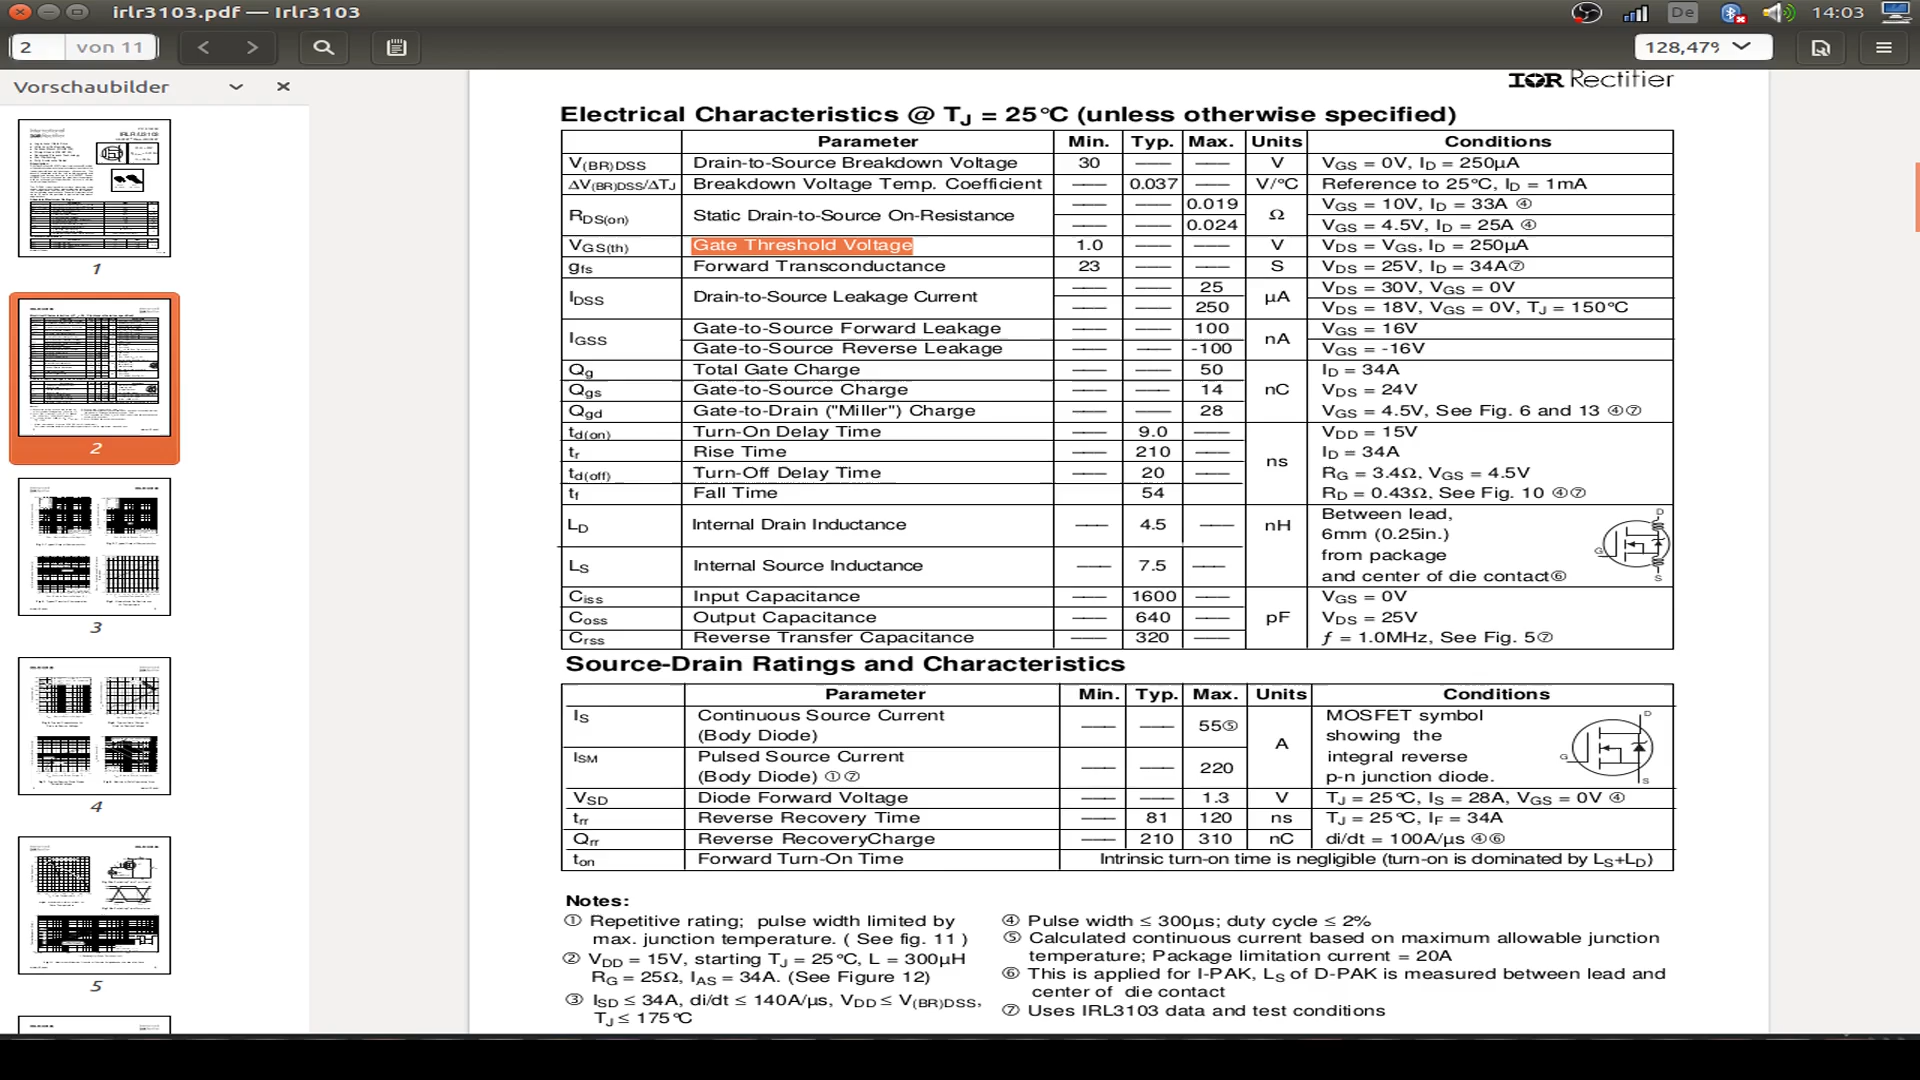 irlr3103.pdf — Irlr3103
De
14:03
2 von 11
128,47%
Vorschaubilder
1
2
3
4
5
IOR Rectifier
Electrical Characteristics @ TJ = 25°C (unless otherwise specified)
Parameter Min. Typ. Max. Units Conditions
V(BR)DSS Drain-to-Source Breakdown Voltage 30 ––– ––– V VGS = 0V, ID = 250µA
ΔV(BR)DSS/ΔTJ Breakdown Voltage Temp. Coefficient ––– 0.037 ––– V/°C Reference to 25°C, ID = 1mA
RDS(on) Static Drain-to-Source On-Resistance ––– ––– 0.019 Ω VGS = 10V, ID = 33A ④
––– ––– 0.024 VGS = 4.5V, ID = 25A ④
VGS(th) Gate Threshold Voltage 1.0 ––– ––– V VDS = VGS, ID = 250µA
gfs Forward Transconductance 23 ––– ––– S VDS = 25V, ID = 34A⑦
IDSS Drain-to-Source Leakage Current ––– ––– 25 µA VDS = 30V, VGS = 0V
––– ––– 250 VDS = 18V, VGS = 0V, TJ = 150°C
IGSS Gate-to-Source Forward Leakage ––– ––– 100 nA VGS = 16V
Gate-to-Source Reverse Leakage ––– ––– -100 VGS = -16V
Qg Total Gate Charge ––– ––– 50 ID = 34A
Qgs Gate-to-Source Charge ––– ––– 14 nC VDS = 24V
Qgd Gate-to-Drain ("Miller") Charge ––– ––– 28 VGS = 4.5V, See Fig. 6 and 13 ④⑦
td(on) Turn-On Delay Time ––– 9.0 ––– VDD = 15V
tr Rise Time ––– 210 ––– ns ID = 34A
td(off) Turn-Off Delay Time ––– 20 ––– RG = 3.4Ω, VGS = 4.5V
tf Fall Time 54 RD = 0.43Ω, See Fig. 10 ④⑦
LD Internal Drain Inductance ––– 4.5 ––– nH Between lead,
6mm (0.25in.)
LS Internal Source Inductance ––– 7.5 ––– from package
and center of die contact⑥
D
G
S
Ciss Input Capacitance ––– 1600 ––– VGS = 0V
Coss Output Capacitance ––– 640 ––– pF VDS = 25V
Crss Reverse Transfer Capacitance ––– 320 ––– ƒ = 1.0MHz, See Fig. 5⑦
Source-Drain Ratings and Characteristics
Parameter Min. Typ. Max. Units Conditions
IS Continuous Source Current ––– ––– 55⑤ A MOSFET symbol
(Body Diode) showing the
ISM Pulsed Source Current ––– ––– 220 integral reverse
(Body Diode) ①⑦ p-n junction diode.
D
G
S
VSD Diode Forward Voltage ––– ––– 1.3 V TJ = 25°C, IS = 28A, VGS = 0V ④
trr Reverse Recovery Time ––– 81 120 ns TJ = 25°C, IF = 34A
Qrr Reverse RecoveryCharge ––– 210 310 nC di/dt = 100A/µs ④⑥
ton Forward Turn-On Time Intrinsic turn-on time is negligible (turn-on is dominated by LS+LD)
Notes:
① Repetitive rating; pulse width limited by
max. junction temperature. ( See fig. 11 )
② VDD = 15V, starting TJ = 25°C, L = 300µH
RG = 25Ω, IAS = 34A. (See Figure 12)
③ ISD ≤ 34A, di/dt ≤ 140A/µs, VDD ≤ V(BR)DSS,
TJ ≤ 175°C
④ Pulse width ≤ 300µs; duty cycle ≤ 2%
⑤ Calculated continuous current based on maximum allowable junction
temperature; Package limitation current = 20A
⑥ This is applied for I-PAK, LS of D-PAK is measured between lead and
center of die contact
⑦ Uses IRL3103 data and test conditions